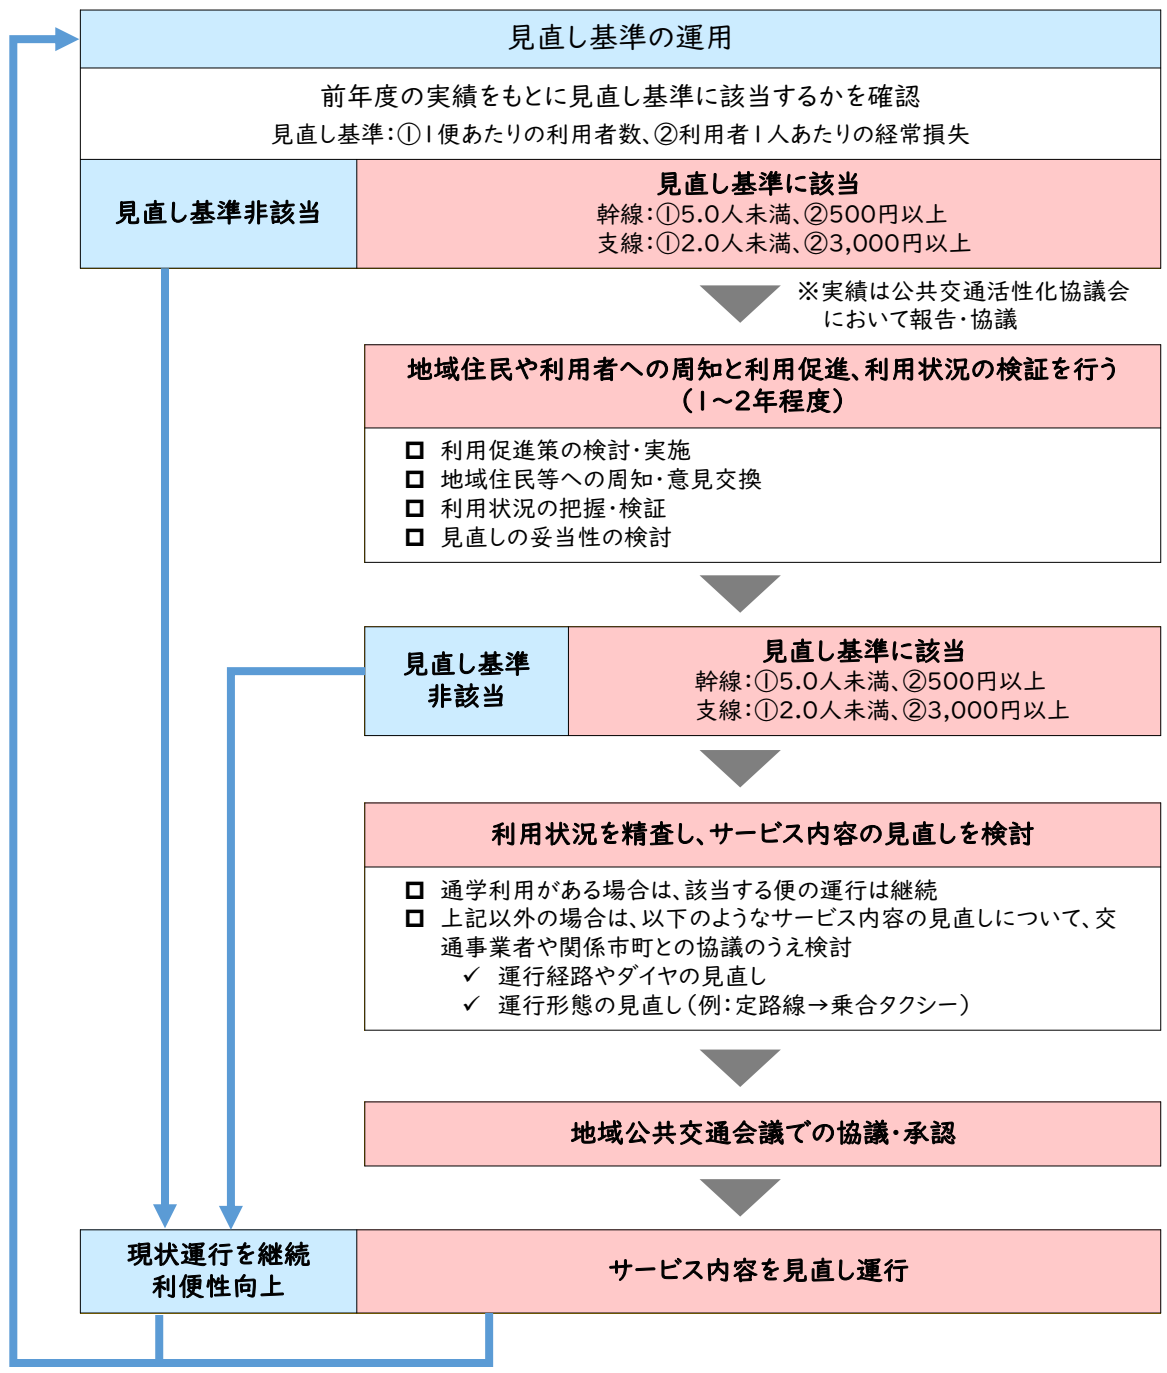 見直し基準の運用
前年度の実績をもとに見直し基準に該当するかを確認
見直し基準：①1便あたりの利用者数、②利用者1人あたりの経常損失
見直し基準非該当
見直し基準に該当
幹線：①5.0人未満、②500円以上
支線：①2.0人未満、②3,000円以上
※実績は公共交通活性化協議会
において報告・協議
地域住民や利用者への周知と利用促進、利用状況の検証を行う
（1～2年程度）
□ 利用促進策の検討・実施
□ 地域住民等への周知・意見交換
□ 利用状況の把握・検証
□ 見直しの妥当性の検討
見直し基準
非該当
見直し基準に該当
幹線：①5.0人未満、②500円以上
支線：①2.0人未満、②3,000円以上
利用状況を精査し、サービス内容の見直しを検討
□ 通学利用がある場合は、該当する便の運行は継続
□ 上記以外の場合は、以下のようなサービス内容の見直しについて、交
通事業者や関係市町との協議のうえ検討
✓ 運行経路やダイヤの見直し
✓ 運行形態の見直し（例：定路線→乗合タクシー）
地域公共交通会議での協議・承認
現状運行を継続
利便性向上
サービス内容を見直し運行